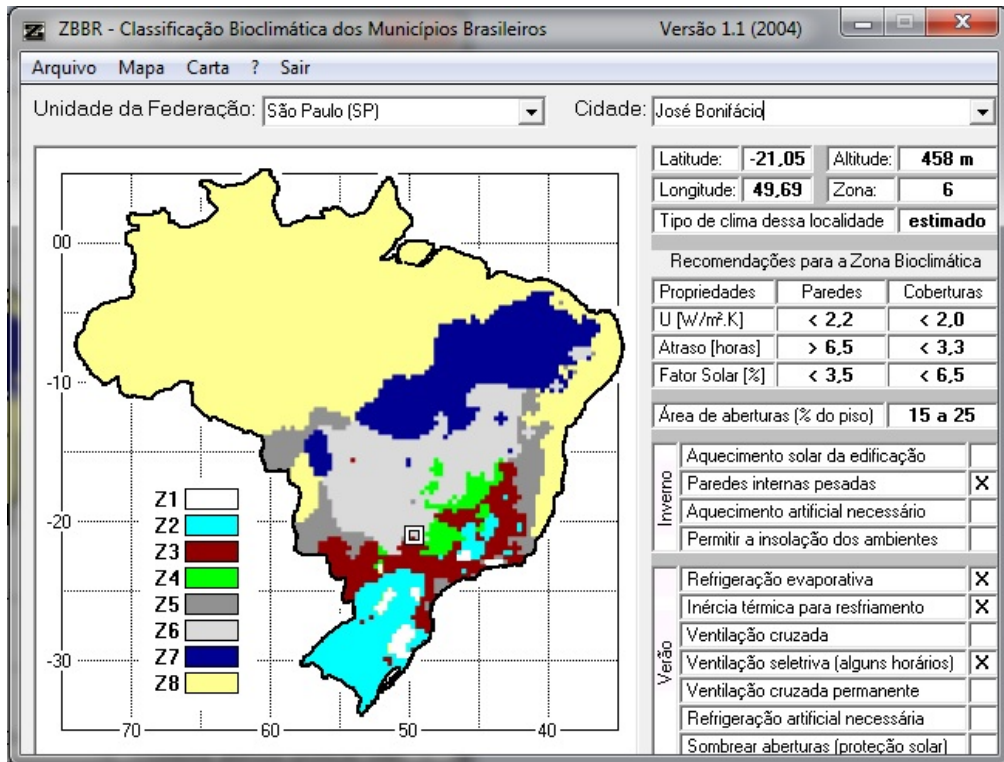 ZBBR - Classificação Bioclimática dos Municípios Brasileiros Versão 1.1 (2004)
Arquivo Mapa Carta ? Sair
Unidade da Federação: São Paulo (SP) Cidade: José Bonifácio
Latitude: -21,05 Altitude: 458 m
Longitude: 49,69 Zona: 6
Tipo de clima dessa localidade estimado
Recomendações para a Zona Bioclimática
Propriedades Paredes Coberturas
U [W/m².K] < 2,2 < 2,0
Atraso [horas] > 6,5 < 3,3
Fator Solar [%] < 3,5 < 6,5
Área de aberturas (% do piso) 15 a 25
Inverno
Aquecimento solar da edificação
Paredes internas pesadas X
Aquecimento artificial necessário
Permitir a insolação dos ambientes
Verão
Refrigeração evaporativa X
Inércia térmica para resfriamento X
Ventilação cruzada
Ventilação seletiva (alguns horários) X
Ventilação cruzada permanente
Refrigeração artificial necessária
Sombrear aberturas (proteção solar)
00
-10
-20
-30
Z1
Z2
Z3
Z4
Z5
Z6
Z7
Z8
70 60 50 40